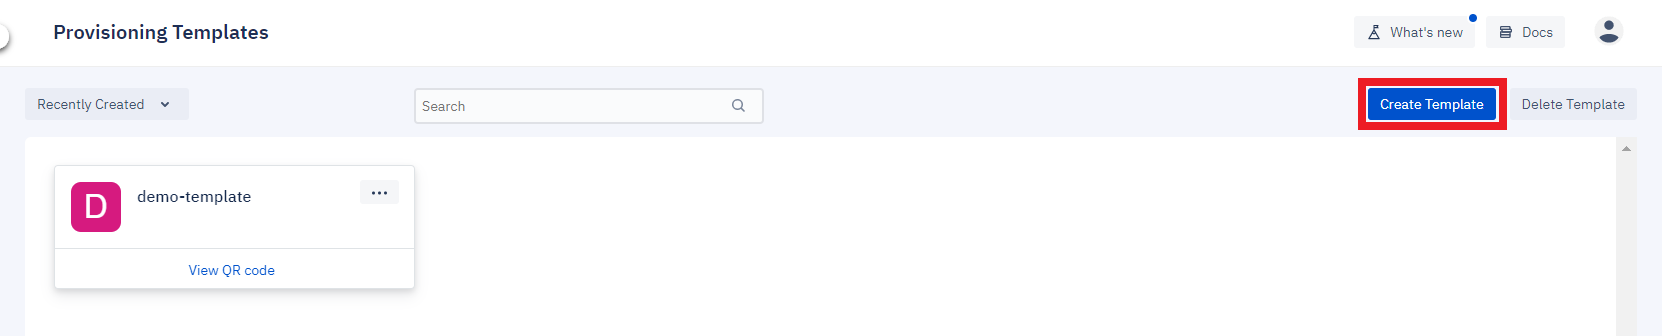 Provisioning Templates
What's new
Docs
Recently Created
Search
Create Template
Delete Template
D
demo-template
View QR code